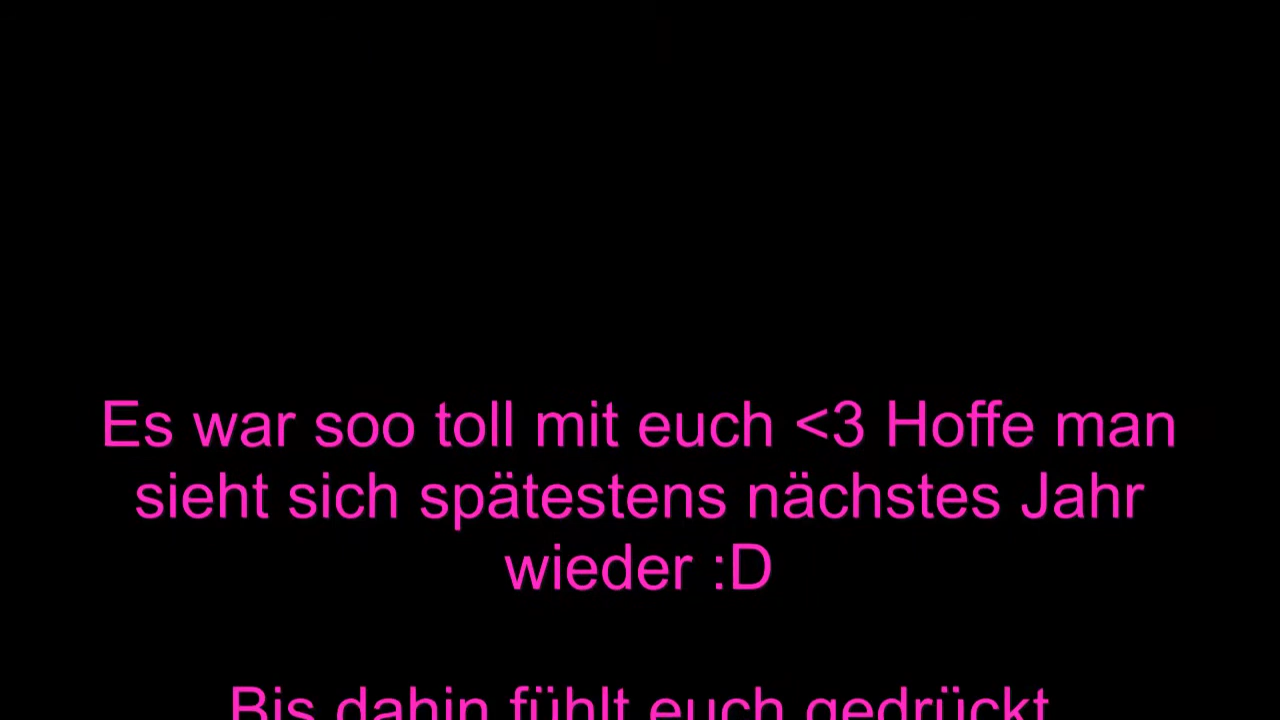 Es war soo toll mit euch <3 Hoffe man
sieht sich spätestens nächstes Jahr
wieder :D
Bis dahin fühlt euch gedrückt